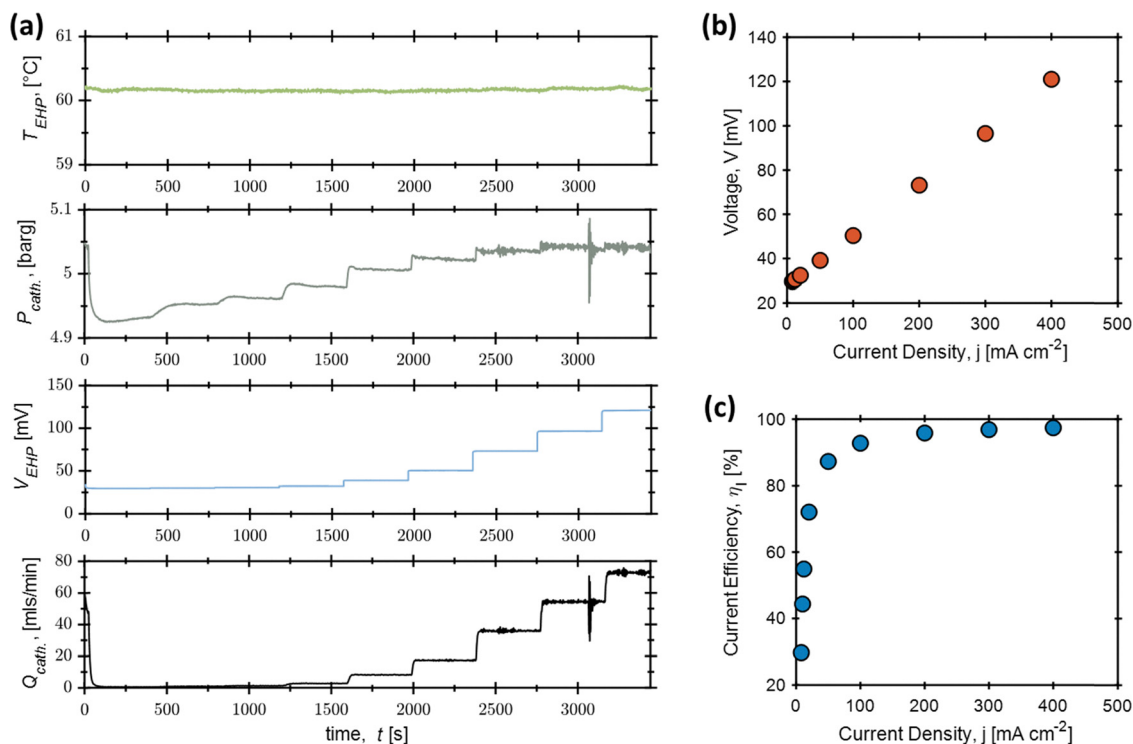 (a)
61
60
59
T_EHP, [°C]
0 500 1000 1500 2000 2500 3000
5.1
5
4.9
P_cath., [barg]
0 500 1000 1500 2000 2500 3000
150
100
50
0
V_EHP [mV]
0 500 1000 1500 2000 2500 3000
80
60
40
20
0
Q_cath., [mls/min]
0 500 1000 1500 2000 2500 3000
time, t [s]
(b)
140
120
100
80
60
40
20
Voltage, V [mV]
0 100 200 300 400 500
Current Density, j [mA cm⁻²]
(c)
100
80
60
40
20
Current Efficiency, η_I [%]
0 100 200 300 400 500
Current Density, j [mA cm⁻²]